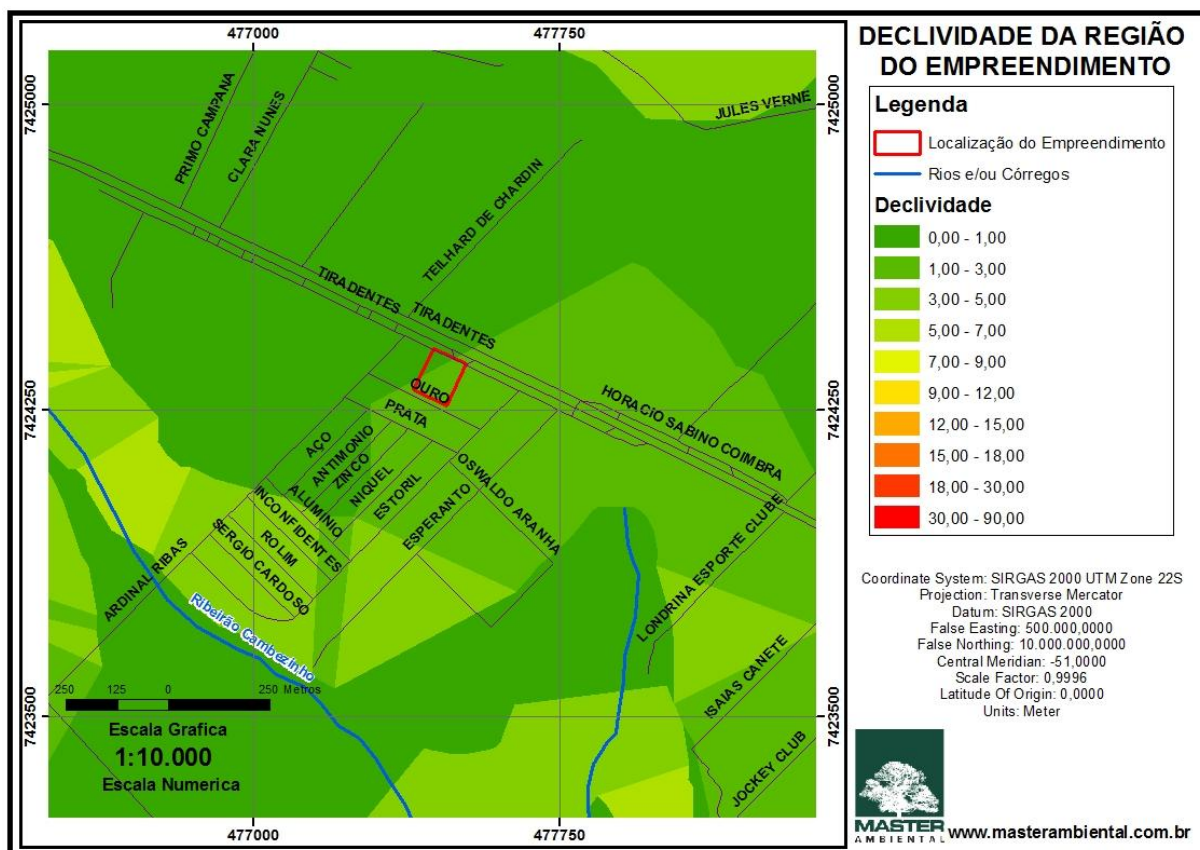 477000
477750
7425000
7424250
7423500
7425000
7424250
7423500
477000
477750
PRIMO CAMPANA
CLARA NUNES
JULES VERNE
TEILHARD DE CHARDIN
TIRADENTES
TIRADENTES
OURO
PRATA
HORACIO SABINO COIMBRA
AÇO
ANTIMONIO
ZINCO
ALUMINIO
NIQUEL
ESTORIL
ESPERANTO
OSWALDO ARANHA
INCONFIDENTES
ROLIM
SERGIO CARDOSO
ARDINAL RIBAS
Ribeirão Cambezinho
LONDRINA ESPORTE CLUBE
ISAIAS CANETE
JOCKEY CLUB
250 125 0 250 Metros
Escala Grafica
1:10.000
Escala Numerica
DECLIVIDADE DA REGIÃO
DO EMPREENDIMENTO
Legenda
Localização do Empreendimento
Rios e/ou Córregos
Declividade
0,00 - 1,00
1,00 - 3,00
3,00 - 5,00
5,00 - 7,00
7,00 - 9,00
9,00 - 12,00
12,00 - 15,00
15,00 - 18,00
18,00 - 30,00
30,00 - 90,00
Coordinate System: SIRGAS 2000 UTM Zone 22S
Projection: Transverse Mercator
Datum: SIRGAS 2000
False Easting: 500.000,0000
False Northing: 10.000.000,0000
Central Meridian: -51,0000
Scale Factor: 0,9996
Latitude Of Origin: 0,0000
Units: Meter
MASTER
AMBIENTAL
www.masterambiental.com.br